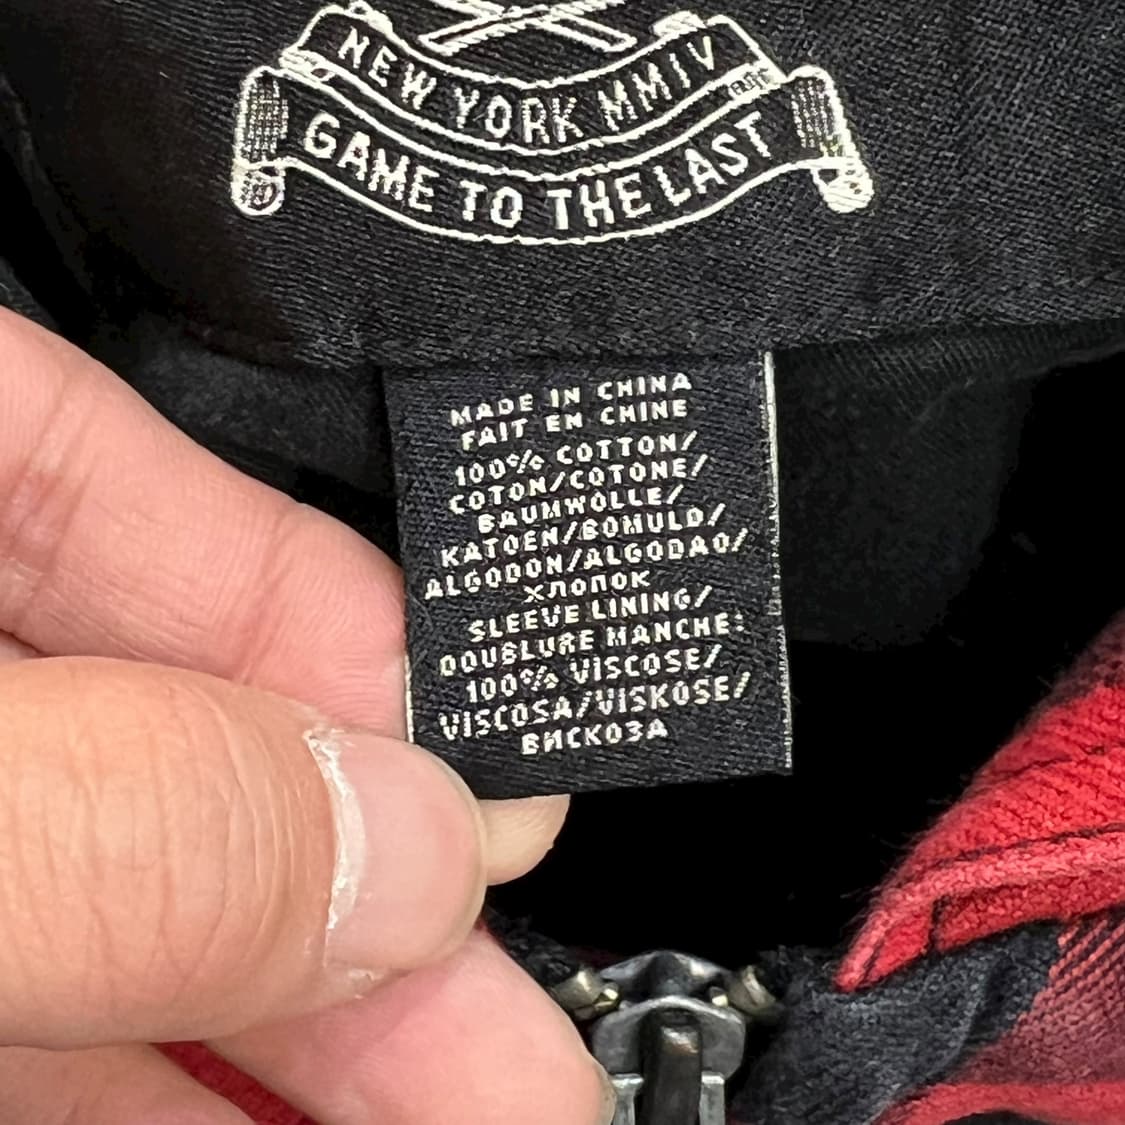 NEW YORK MMIV
GAME TO THE LAST
MADE IN CHINA
FAIT EN CHINE
100% COTTON/
COTON/COTONE/
BAUMWOLLE/
KATOEN/BOMULD/
ALGODON/ALGODAO/
хлопок
SLEEVE LINING/
DOUBLURE MANCHE:
100% VISCOSE/
VISCOSA/VISKOSE/
ВИСКОЗА